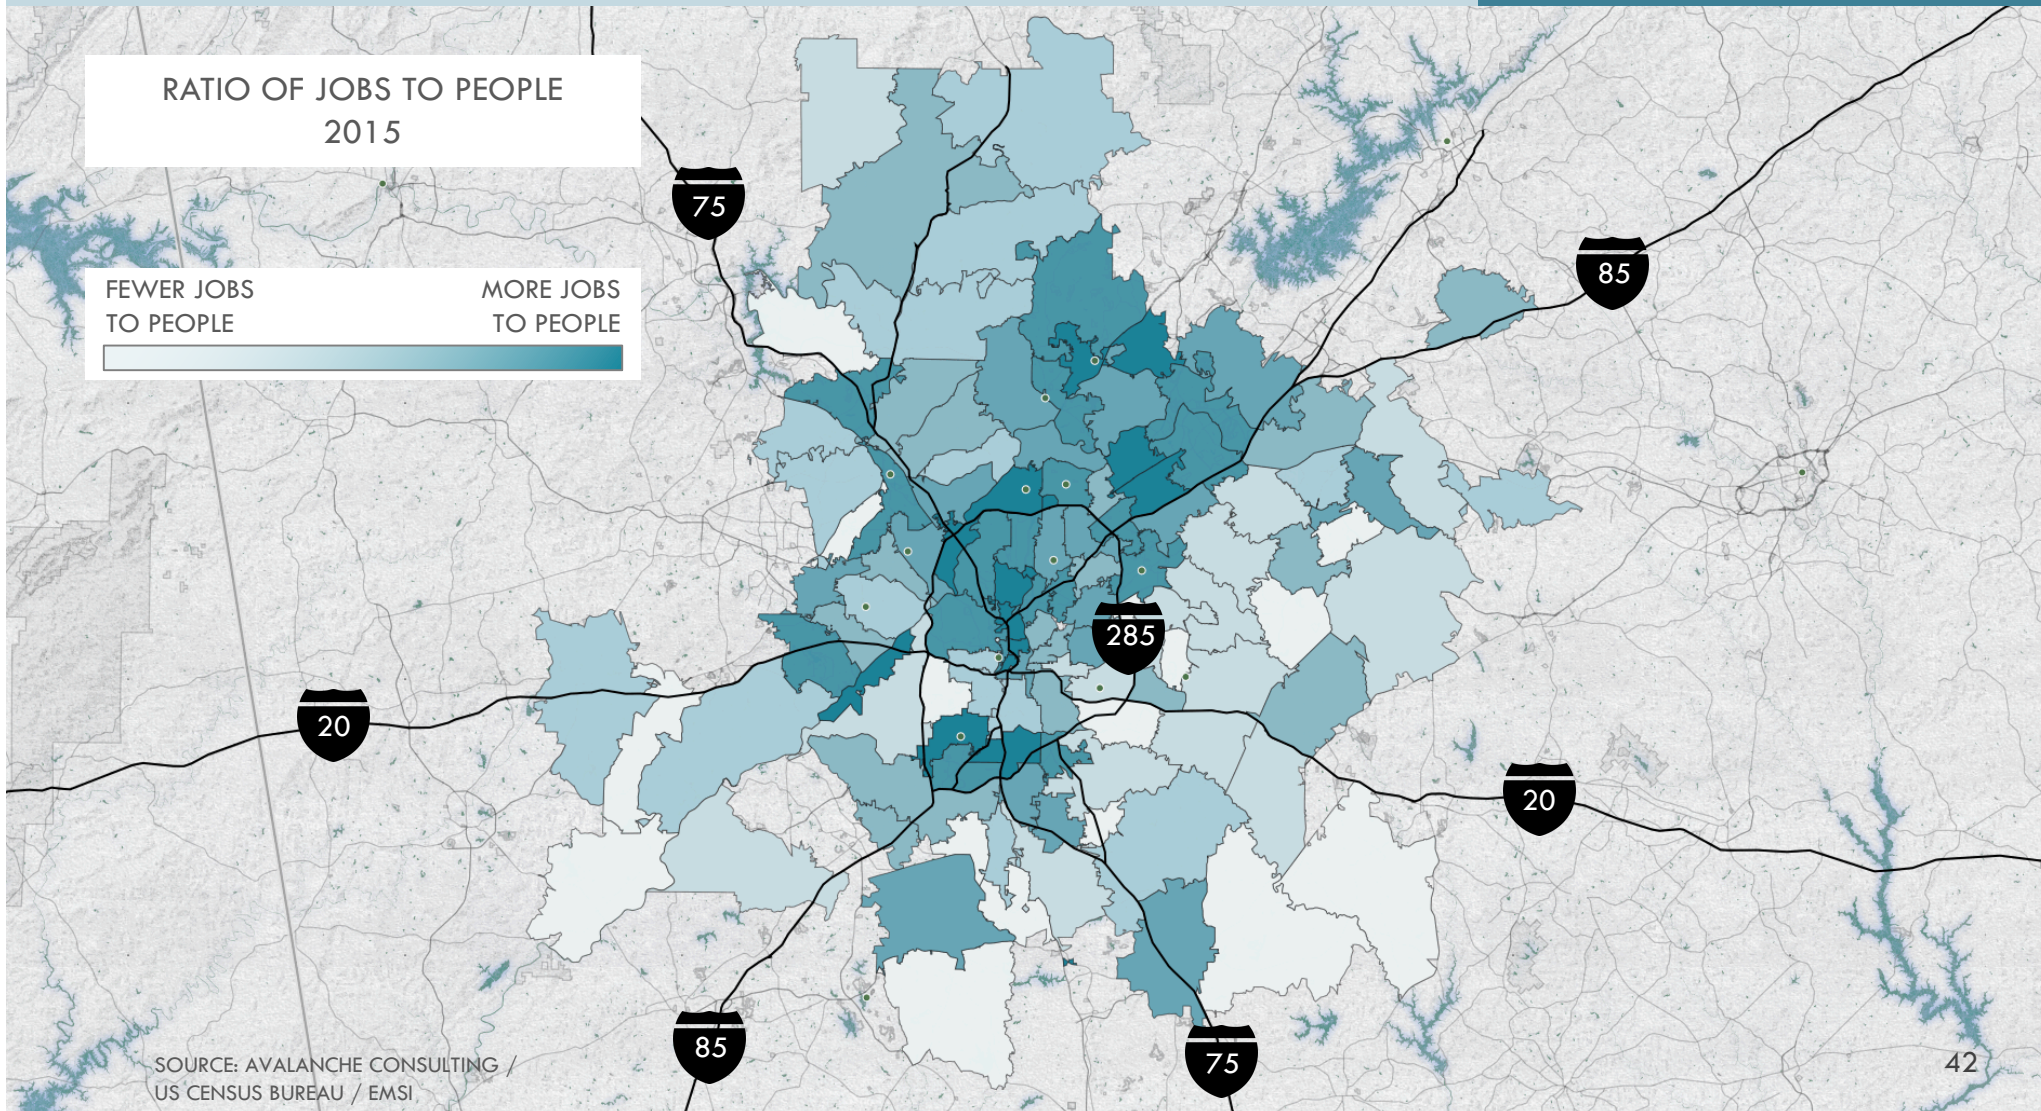 RATIO OF JOBS TO PEOPLE
2015
75
85
FEWER JOBS
TO PEOPLE
MORE JOBS
TO PEOPLE
285
20
20
85
75
SOURCE: AVALANCHE CONSULTING /
US CENSUS BUREAU / EMSI
42